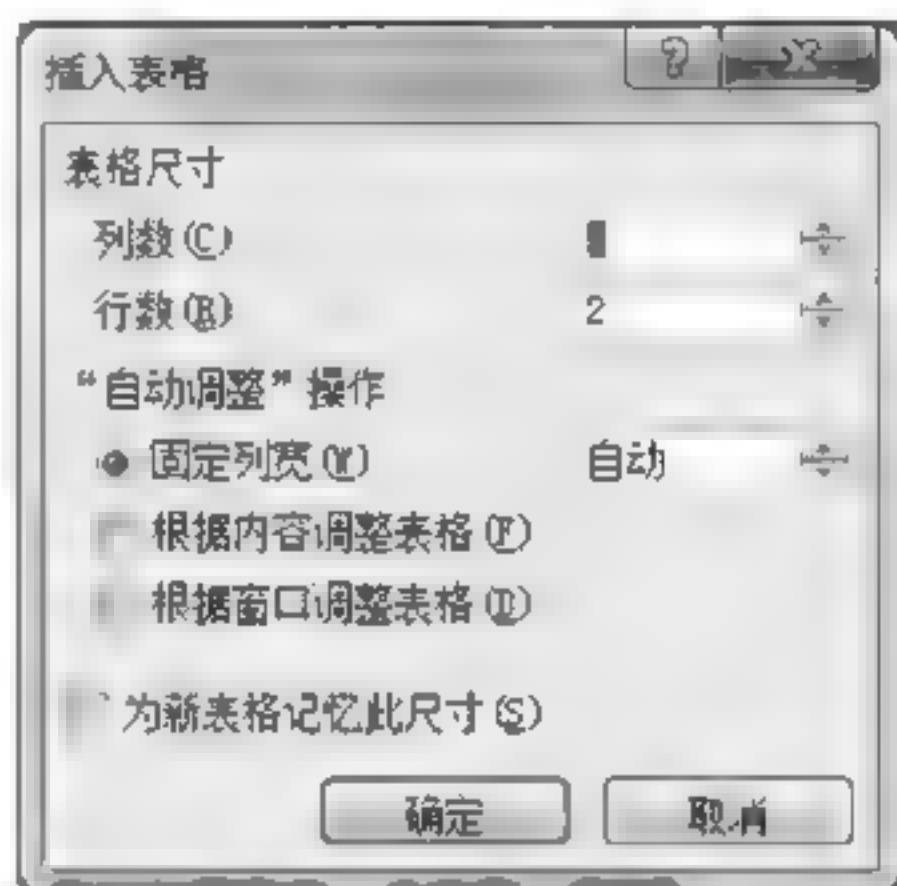 插入表格
表格尺寸
列数(C)
行数(R) 2
“自动调整”操作
固定列宽(W) 自动
根据内容调整表格(F)
根据窗口调整表格(D)
为新表格记忆此尺寸(S)
确定 取消